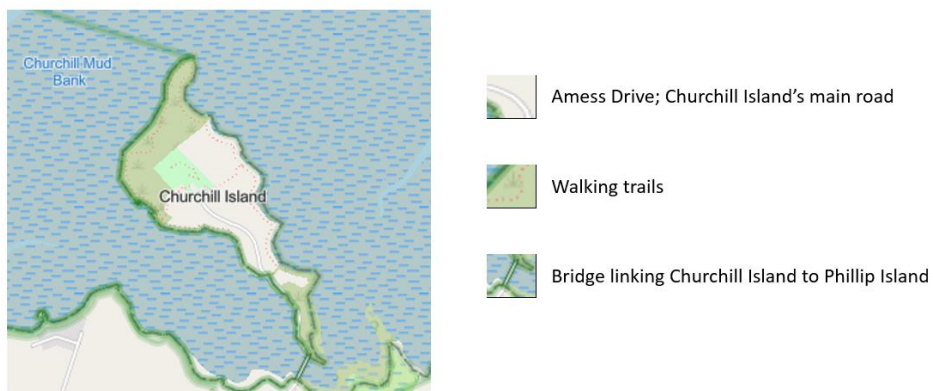 Churchill Mud
Bank
Churchill Island
Amess Drive; Churchill Island's main road
Walking trails
Bridge linking Churchill Island to Phillip Island